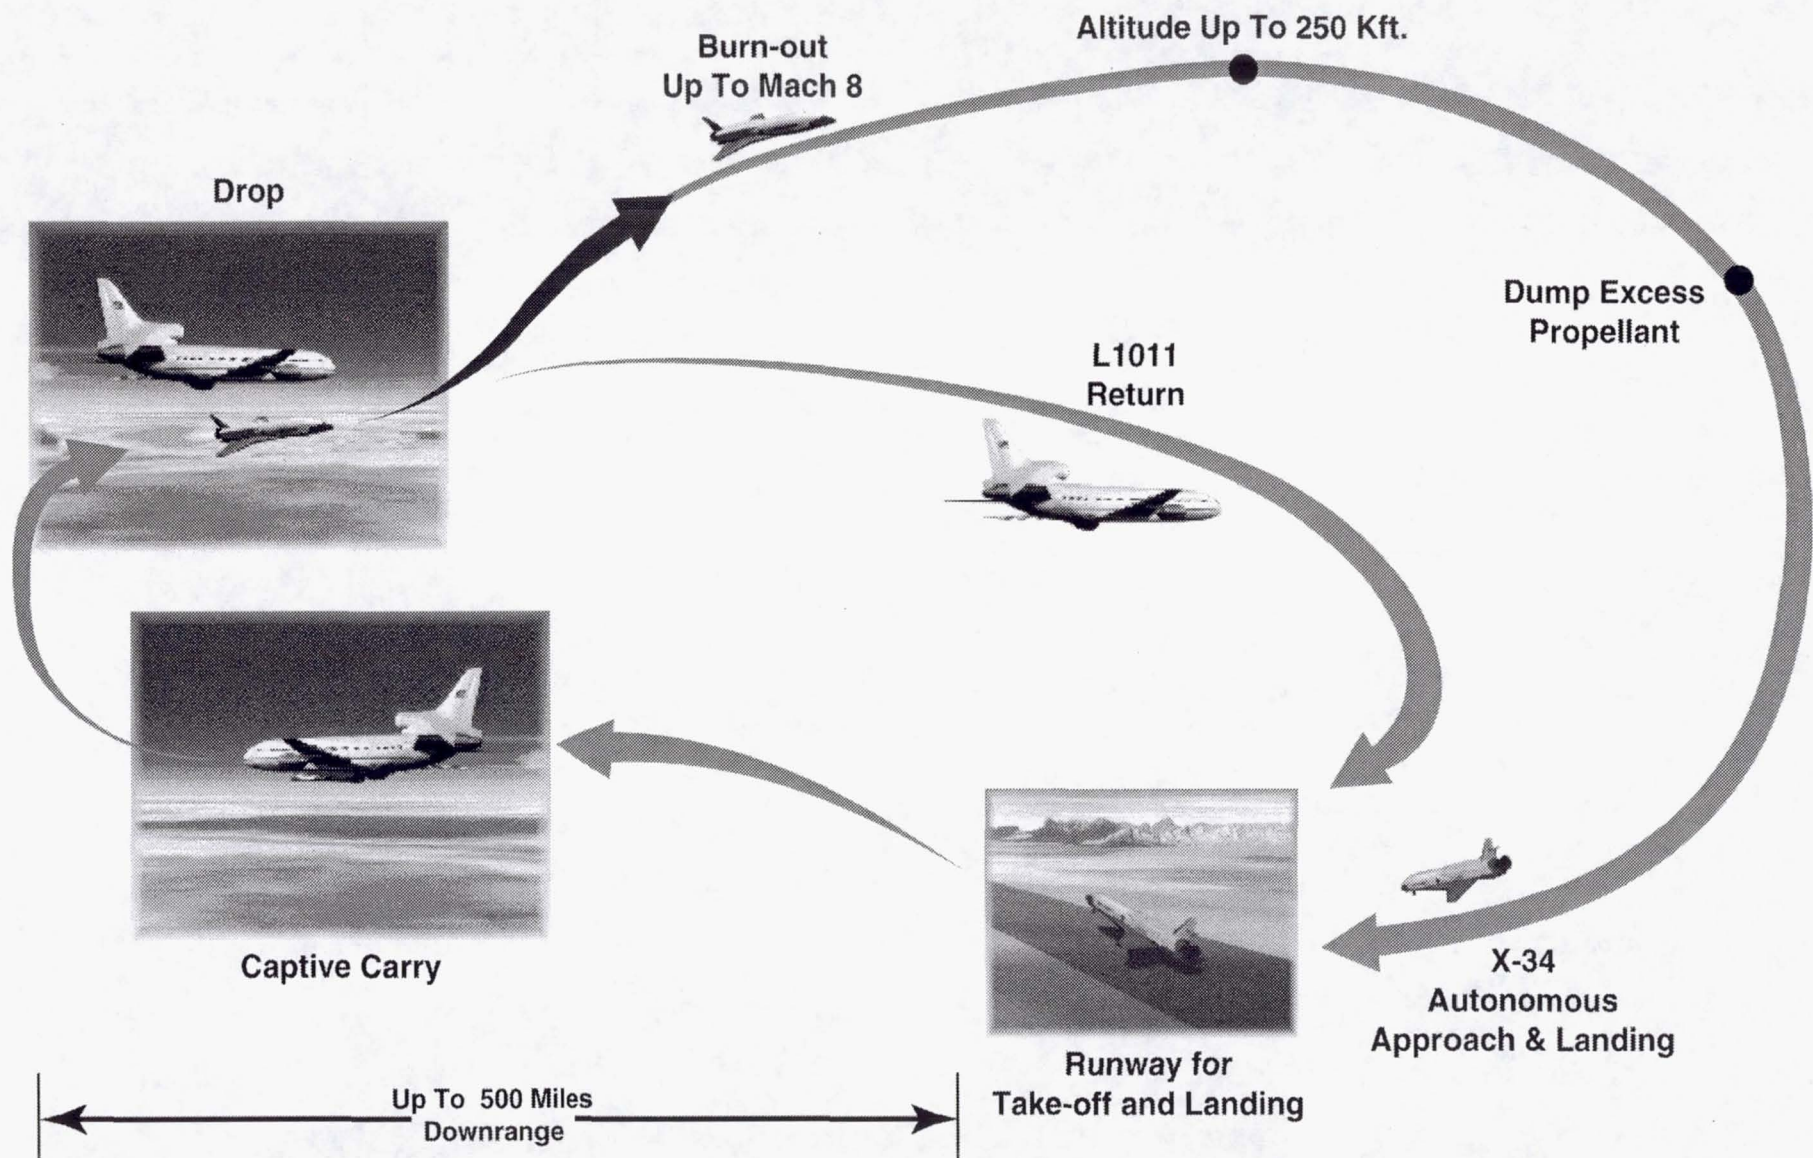 Altitude Up To 250 Kft.
Burn-out
Up To Mach 8
Drop
Dump Excess
Propellant
L1011
Return
Captive Carry
X-34
Autonomous
Approach & Landing
Runway for
Take-off and Landing
Up To 500 Miles
Downrange